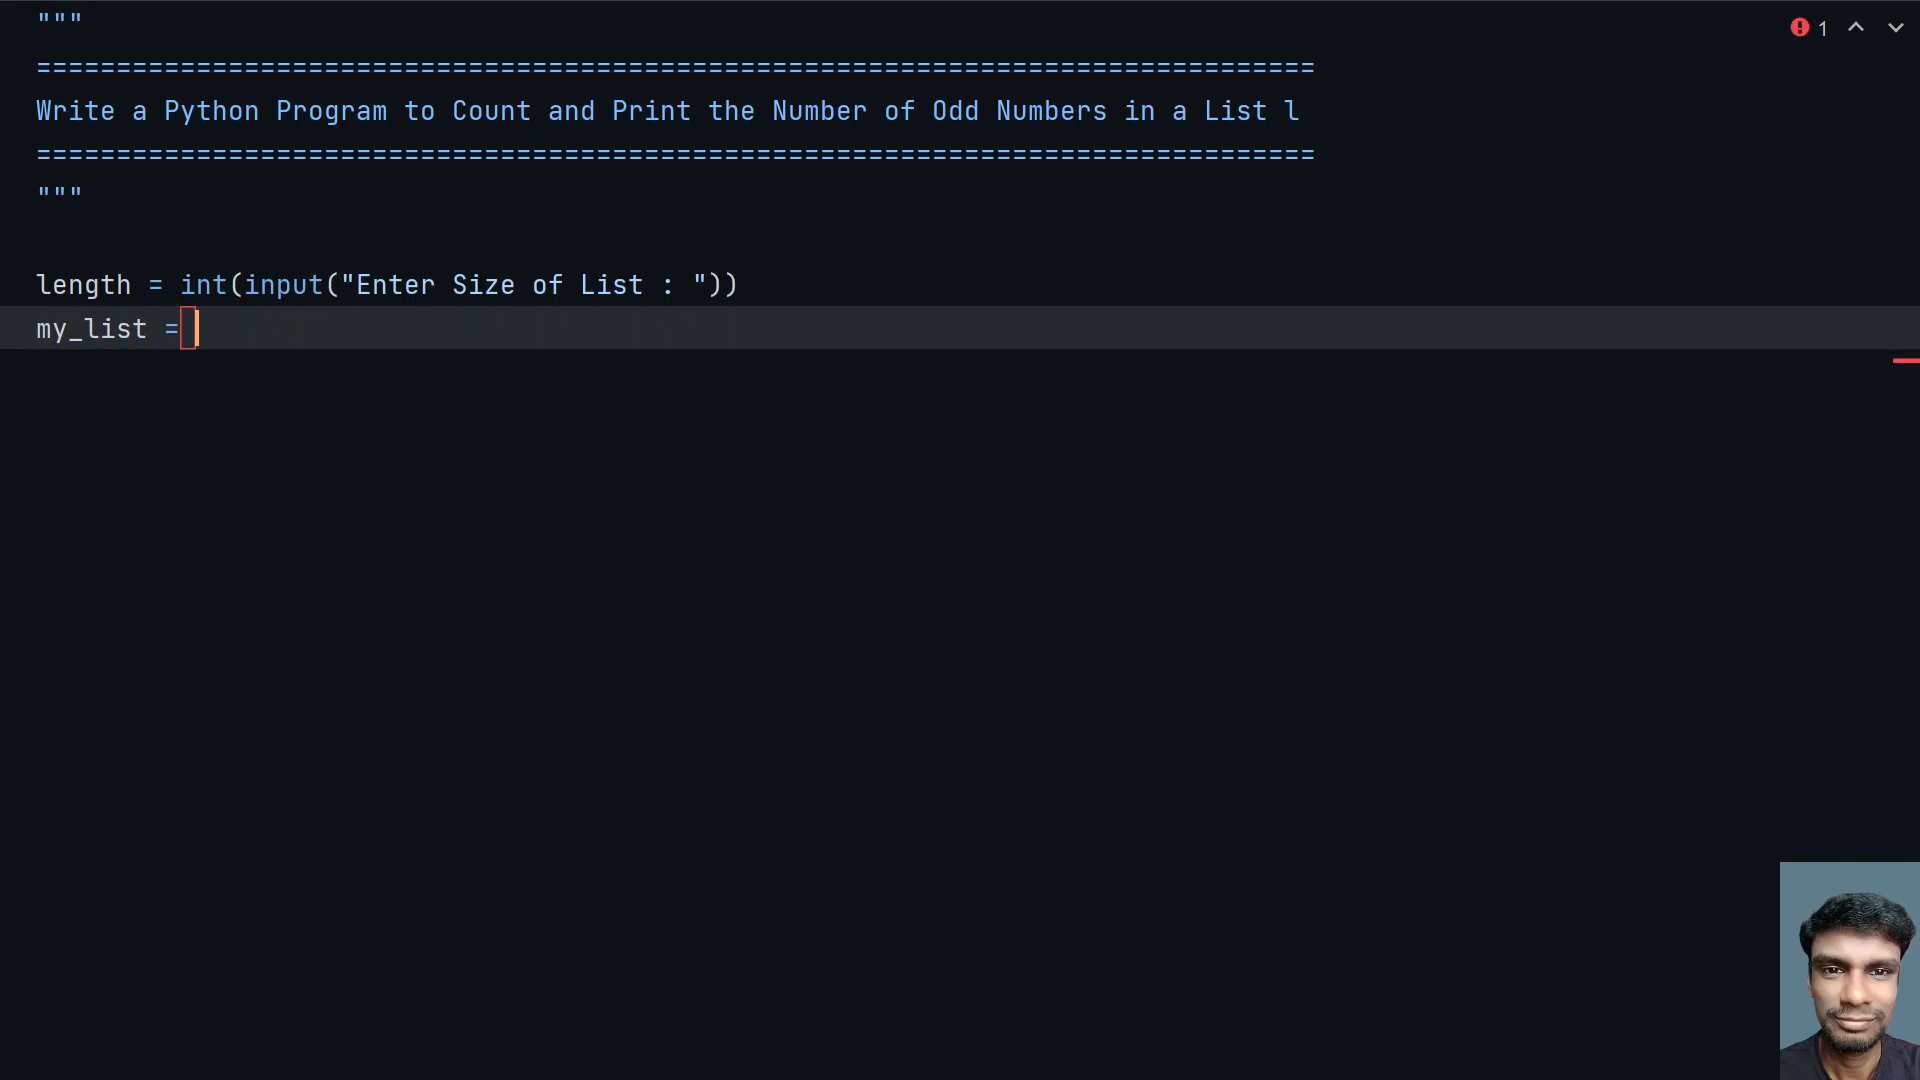 """
================================================================================
Write a Python Program to Count and Print the Number of Odd Numbers in a List l
================================================================================
"""
length = int(input("Enter Size of List : "))
my_list =
1